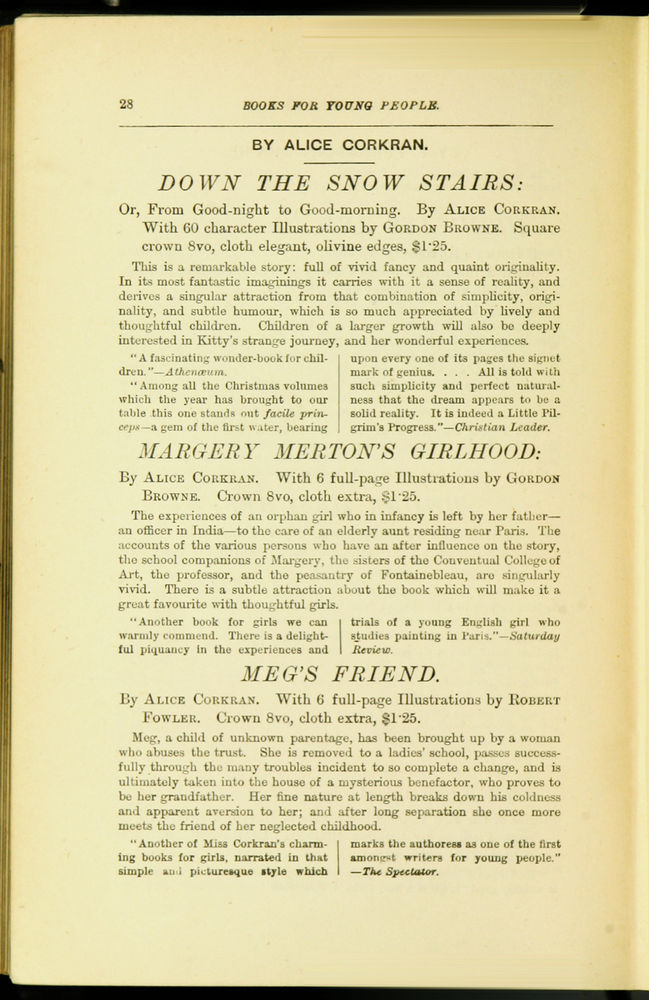 28
BOOKS FOR YOUNG PEOPLE.
BY ALICE CORKRAN.
DOWN THE SNOW STAIRS:
Or, From Good-night to Good-morning. By ALICE CORKRAN.
With 60 character Illustrations by GORDON BROWNE. Square
crown 8vo, cloth elegant, olivine edges, $1·25.
This is a remarkable story: full of vivid fancy and quaint originality.
In its most fantastic imaginings it carries with it a sense of reality, and
derives a singular attraction from that combination of simplicity, origi-
nality, and subtle humour, which is so much appreciated by lively and
thoughtful children. Children of a larger growth will also be deeply
interested in Kitty's strange journey, and her wonderful experiences.
"A fascinating wonder-book for chil-
dren."—Athenæum.
"Among all the Christmas volumes
which the year has brought to our
table this one stands out facile prin-
ceps—a gem of the first water, bearing
upon every one of its pages the signet
mark of genius. . . . All is told with
such simplicity and perfect natural-
ness that the dream appears to be a
solid reality. It is indeed a Little Pil-
grim's Progress."—Christian Leader.
MARGERY MERTON'S GIRLHOOD:
By ALICE CORKRAN. With 6 full-page Illustrations by GORDON
BROWNE. Crown 8vo, cloth extra, $1·25.
The experiences of an orphan girl who in infancy is left by her father—
an officer in India—to the care of an elderly aunt residing near Paris. The
accounts of the various persons who have an after influence on the story,
the school companions of Margery, the sisters of the Conventual College of
Art, the professor, and the peasantry of Fontainebleau, are singularly
vivid. There is a subtle attraction about the book which will make it a
great favourite with thoughtful girls.
"Another book for girls we can
warmly commend. There is a delight-
ful piquancy in the experiences and
trials of a young English girl who
studies painting in Paris."—Saturday
Review.
MEG'S FRIEND.
By ALICE CORKRAN. With 6 full-page Illustrations by ROBERT
FOWLER. Crown 8vo, cloth extra, $1·25.
Meg, a child of unknown parentage, has been brought up by a woman
who abuses the trust. She is removed to a ladies' school, passes success-
fully through the many troubles incident to so complete a change, and is
ultimately taken into the house of a mysterious benefactor, who proves to
be her grandfather. Her fine nature at length breaks down his coldness
and apparent aversion to her; and after long separation she once more
meets the friend of her neglected childhood.
"Another of Miss Corkran's charm-
ing books for girls, narrated in that
simple and picturesque style which
marks the authoress as one of the first
amongst writers for young people."
—The Spectator.